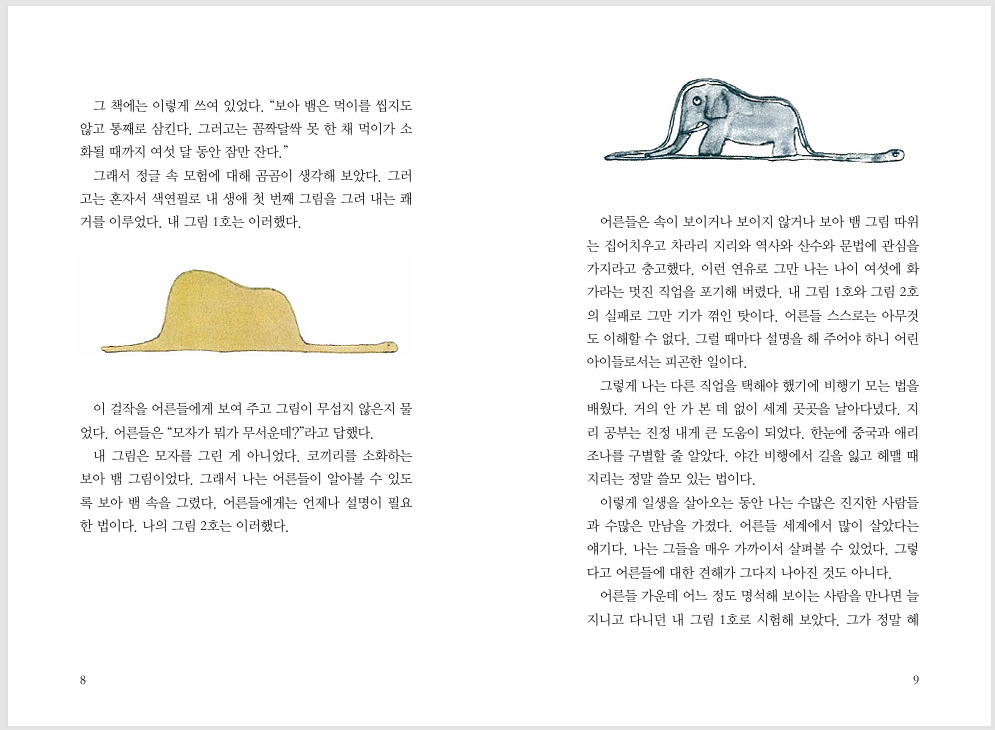 그 책에는 이렇게 쓰여 있었다. “보아 뱀은 먹이를 씹지도
않고 통째로 삼킨다. 그러고는 꼼짝달싹 못 한 채 먹이가 소
화될 때까지 여섯 달 동안 잠만 잔다.”
그래서 정글 속 모험에 대해 곰곰이 생각해 보았다. 그러
고는 혼자서 색연필로 내 생애 첫 번째 그림을 그려 내는 쾌
거를 이루었다. 내 그림 1호는 이러했다.
이 걸작을 어른들에게 보여 주고 그림이 무섭지 않은지 물
었다. 어른들은 “모자가 뭐가 무서운데?”라고 답했다.
내 그림은 모자를 그린 게 아니었다. 코끼리를 소화하는
보아 뱀 그림이었다. 그래서 나는 어른들이 알아볼 수 있도
록 보아 뱀 속을 그렸다. 어른들에게는 언제나 설명이 필요
한 법이다. 나의 그림 2호는 이러했다.
8
어른들은 속이 보이거나 보이지 않거나 보아 뱀 그림 따위
는 집어치우고 차라리 지리와 역사와 산수와 문법에 관심을
가지라고 충고했다. 이런 연유로 그만 나는 나이 여섯에 화
가라는 멋진 직업을 포기해 버렸다. 내 그림 1호와 그림 2호
의 실패로 그만 기가 꺾인 탓이다. 어른들 스스로는 아무것
도 이해할 수 없다. 그럴 때마다 설명을 해 주어야 하니 어린
아이들로서는 피곤한 일이다.
그렇게 나는 다른 직업을 택해야 했기에 비행기 모는 법을
배웠다. 거의 안 가 본 데 없이 세계 곳곳을 날아다녔다. 지
리 공부는 진정 내게 큰 도움이 되었다. 한눈에 중국과 애리
조나를 구별할 줄 알았다. 야간 비행에서 길을 잃고 헤맬 때
지리는 정말 쓸모 있는 법이다.
이렇게 일생을 살아오는 동안 나는 수많은 진지한 사람들
과 수많은 만남을 가졌다. 어른들 세계에서 많이 살았다는
얘기다. 나는 그들을 매우 가까이서 살펴볼 수 있었다. 그렇
다고 어른들에 대한 견해가 그다지 나아진 것도 아니다.
어른들 가운데 어느 정도 명석해 보이는 사람을 만나면 늘
지니고 다니던 내 그림 1호로 시험해 보았다. 그가 정말 혜
9